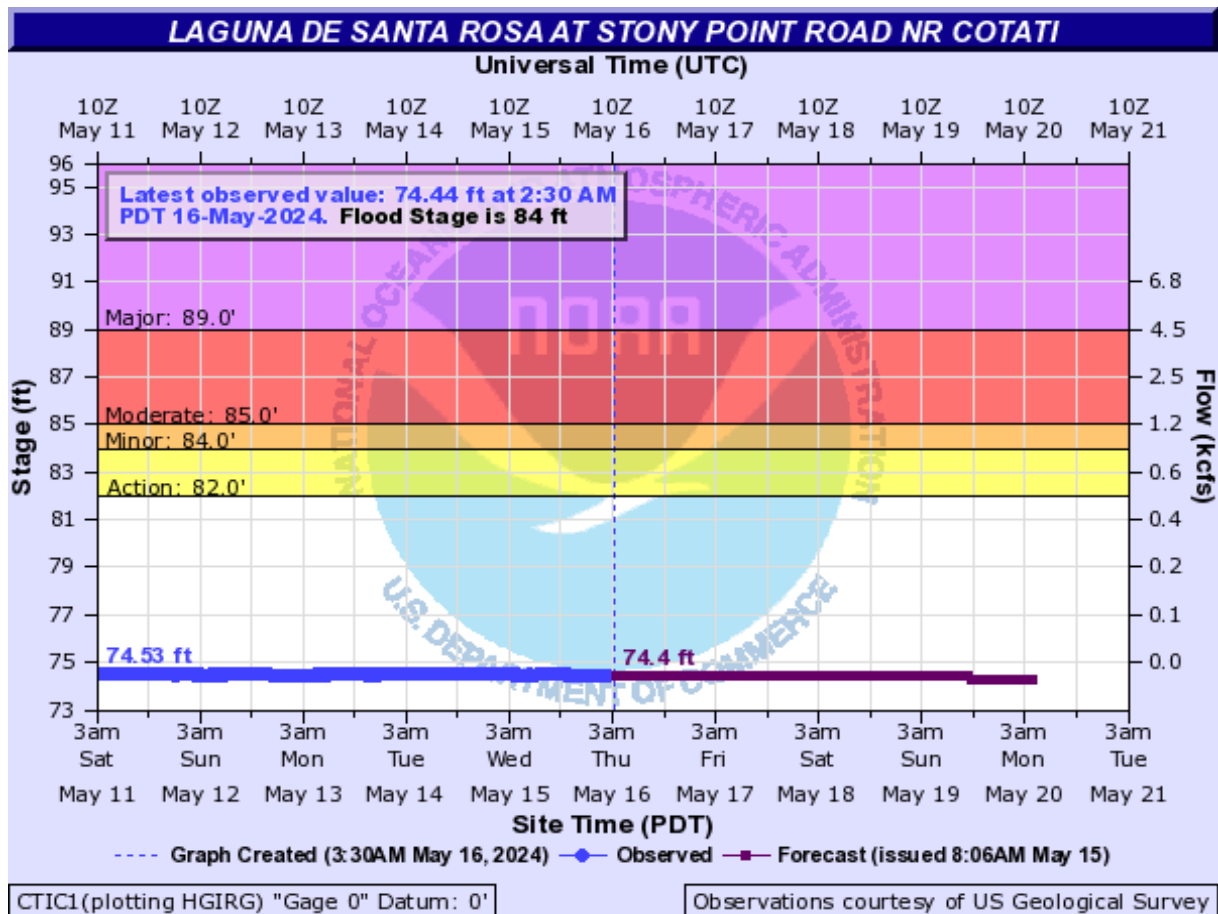 LAGUNA DE SANTA ROSA AT STONY POINT ROAD NR COTATI
Universal Time (UTC)
10Z 10Z 10Z 10Z 10Z 10Z 10Z 10Z 10Z 10Z 10Z
May 11 May 12 May 13 May 14 May 15 May 16 May 17 May 18 May 19 May 20 May 21
Latest observed value: 74.44 ft at 2:30 AM
PDT 16-May-2024. Flood Stage is 84 ft
NATIONAL OCEANIC AND ATMOSPHERIC ADMINISTRATION
NOAA
U.S. DEPARTMENT OF COMMERCE
Stage (ft)
96
95
93
91
89
87
85
83
81
79
77
75
73
Major: 89.0'
Moderate: 85.0'
Minor: 84.0'
Action: 82.0'
74.53 ft
74.4 ft
6.8
4.5
2.5
1.2
0.6
0.4
0.2
0.1
0.0
Flow (kcfs)
3am 3am 3am 3am 3am 3am 3am 3am 3am 3am 3am
Sat Sun Mon Tue Wed Thu Fri Sat Sun Mon Tue
May 11 May 12 May 13 May 14 May 15 May 16 May 17 May 18 May 19 May 20 May 21
Site Time (PDT)
Graph Created (3:30AM May 16, 2024) Observed Forecast (issued 8:06AM May 15)
CTIC1(plotting HGIRG) "Gage 0" Datum: 0'
Observations courtesy of US Geological Survey